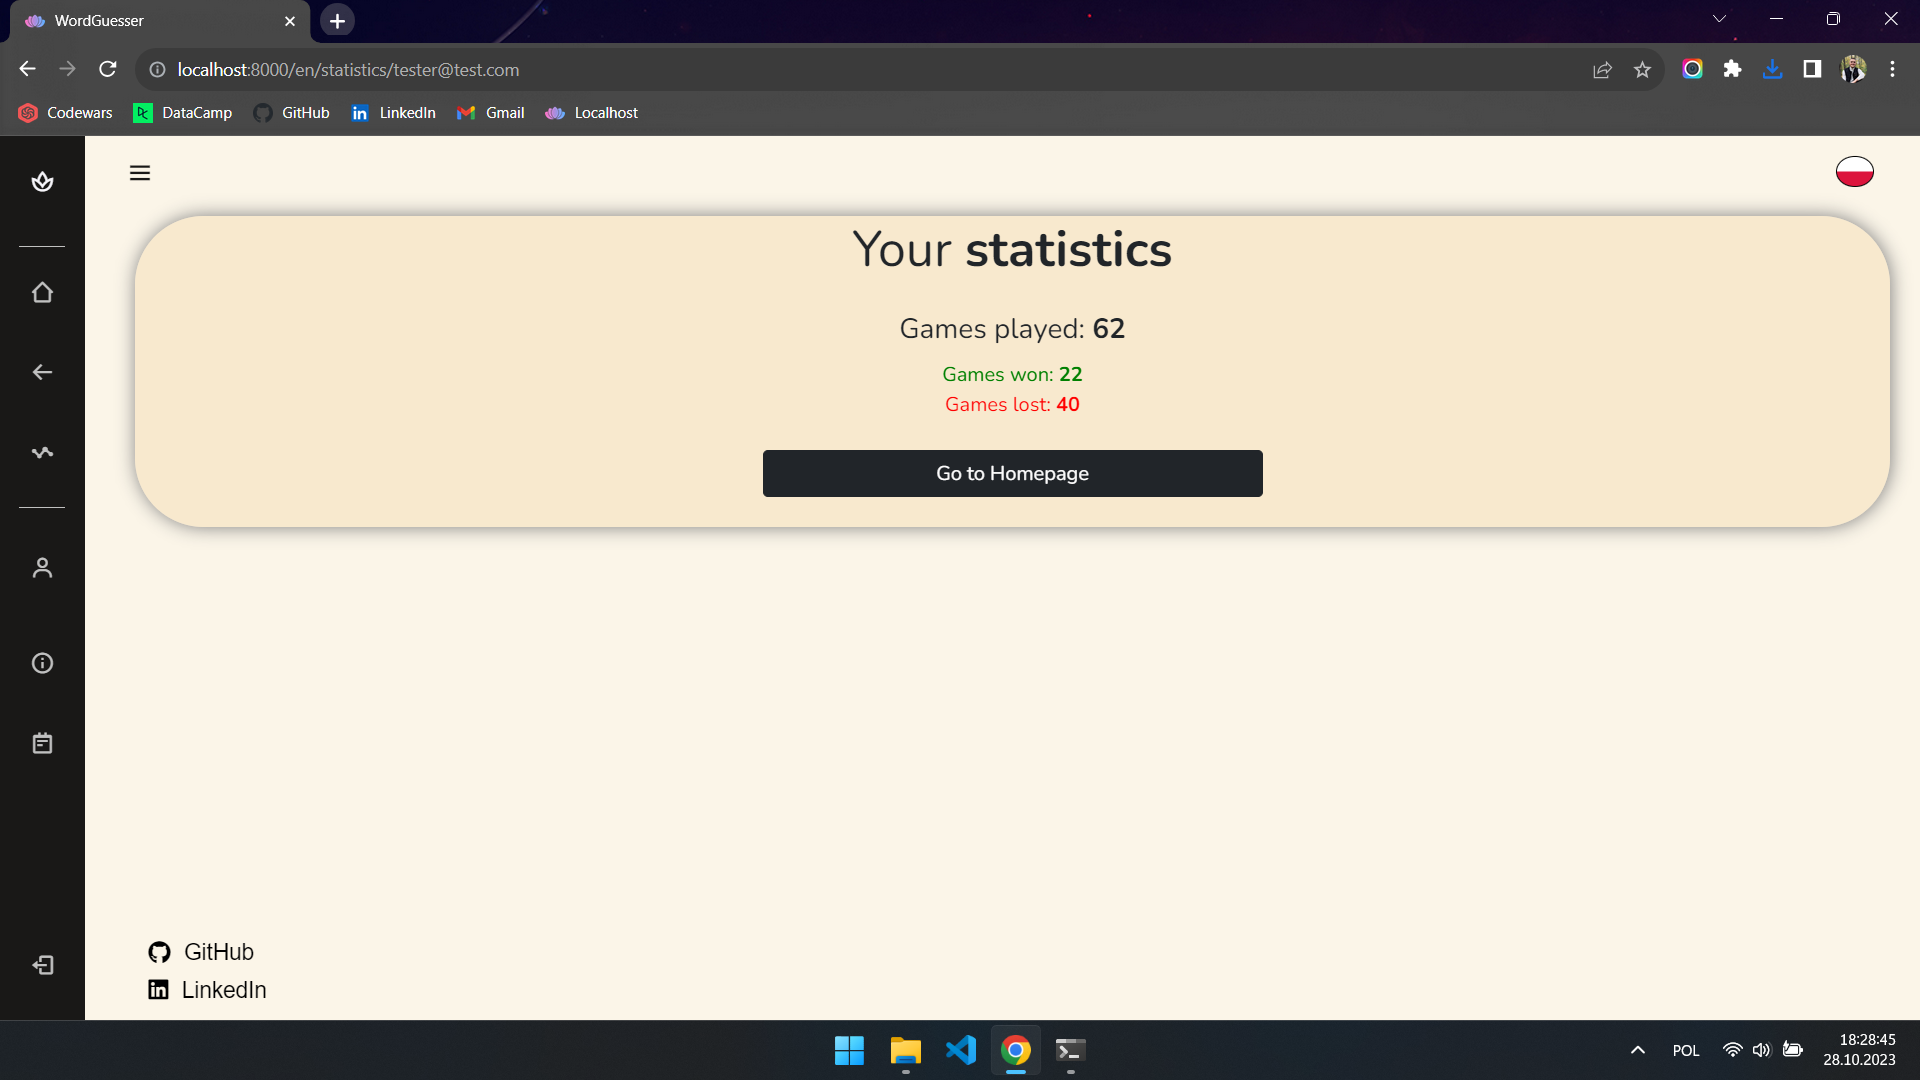 WordGuesser
localhost:8000/en/statistics/tester@test.com
Codewars DataCamp GitHub LinkedIn Gmail Localhost
Your statistics
Games played: 62
Games won: 22
Games lost: 40
Go to Homepage
GitHub
LinkedIn
POL
18:28:45
28.10.2023